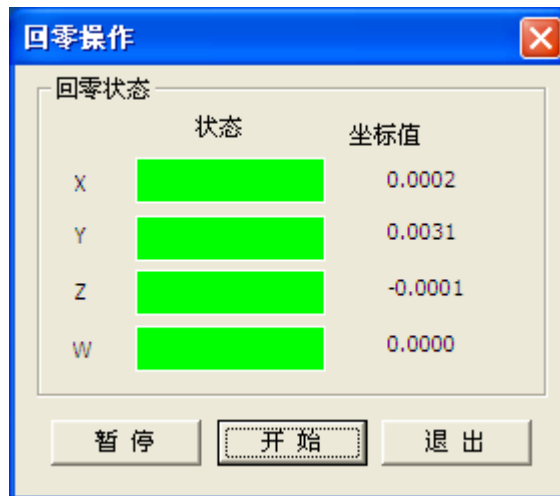 回零操作
回零状态
状态 坐标值
X 0.0002
Y 0.0031
Z -0.0001
W 0.0000
暂 停 开 始 退 出